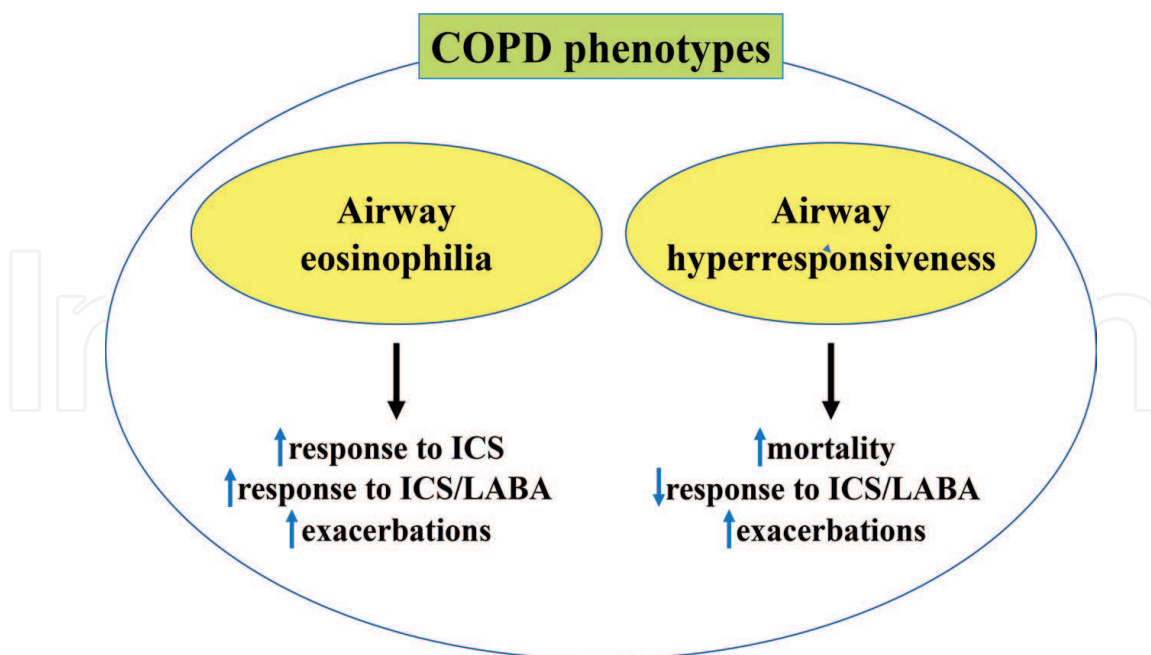 COPD phenotypes
Airway
eosinophilia
Airway
hyperresponsiveness
↑response to ICS
↑response to ICS/LABA
↑exacerbations
↑mortality
↓response to ICS/LABA
↑exacerbations